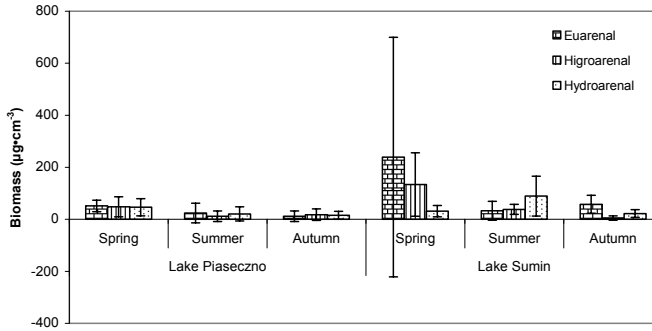 800
600
400
200
0
-200
-400
Biomass (µg•cm-³)
Euarenal
Higroarenal
Hydroarenal
Spring Summer Autumn Spring Summer Autumn
Lake Piaseczno Lake Sumin